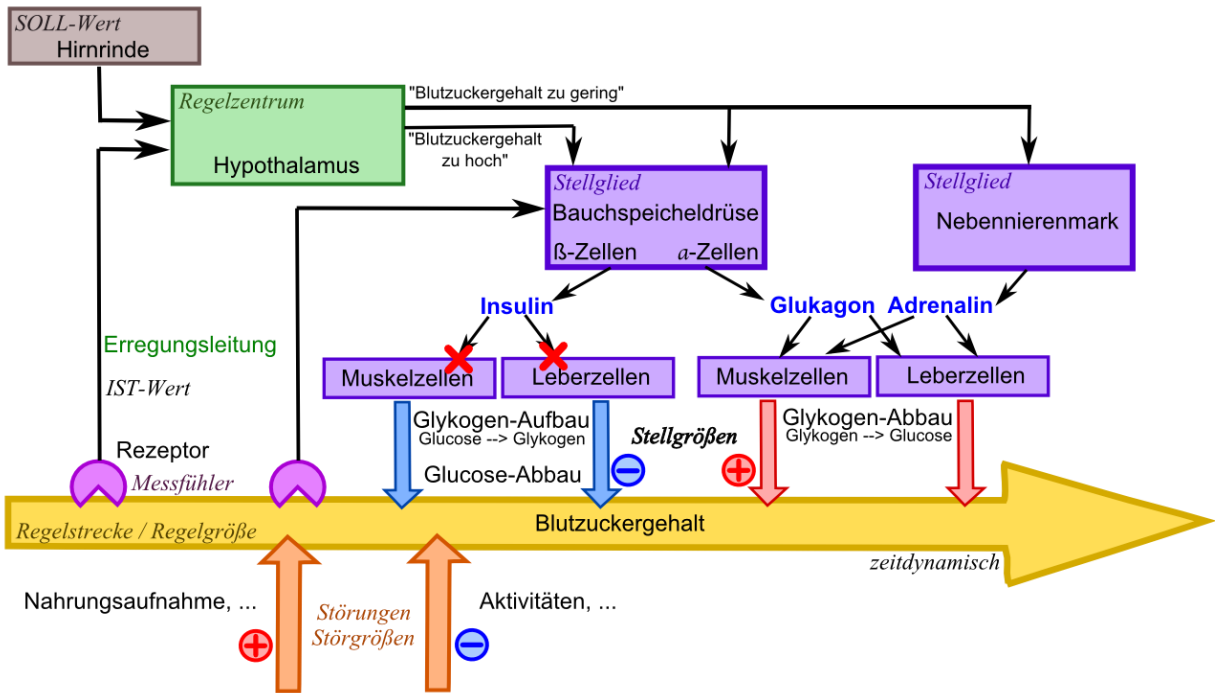 SOLL-Wert
Hirnrinde
Regelzentrum
Hypothalamus
"Blutzuckergehalt zu gering"
"Blutzuckergehalt
zu hoch"
Stellglied
Bauchspeicheldrüse
ß-Zellen
a-Zellen
Stellglied
Nebennierenmark
Insulin
Glukagon
Adrenalin
Erregungsleitung
IST-Wert
Muskelzellen
Leberzellen
Muskelzellen
Leberzellen
Glykogen-Aufbau
Glucose --> Glykogen
Glucose-Abbau
Stellgrößen
Glykogen-Abbau
Glykogen --> Glucose
Rezeptor
Messfühler
Regelstrecke / Regelgröße
Blutzuckergehalt
zeitdynamisch
Nahrungsaufnahme, ...
Störungen
Störgrößen
Aktivitäten, ...